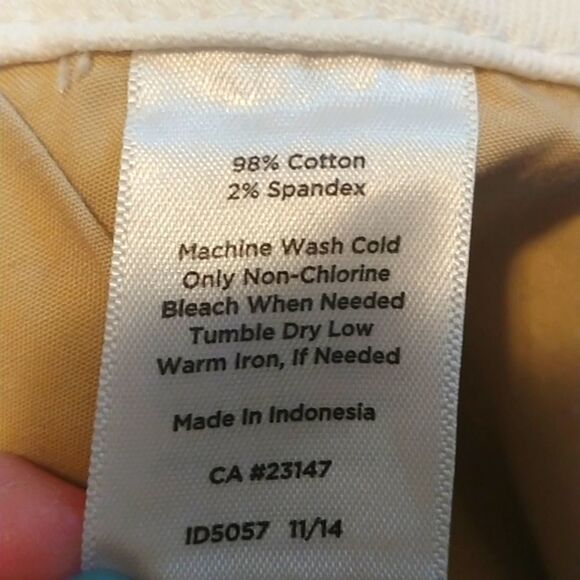 98% Cotton
2% Spandex
Machine Wash Cold
Only Non-Chlorine
Bleach When Needed
Tumble Dry Low
Warm Iron, If Needed
Made In Indonesia
CA #23147
ID5057 11/14